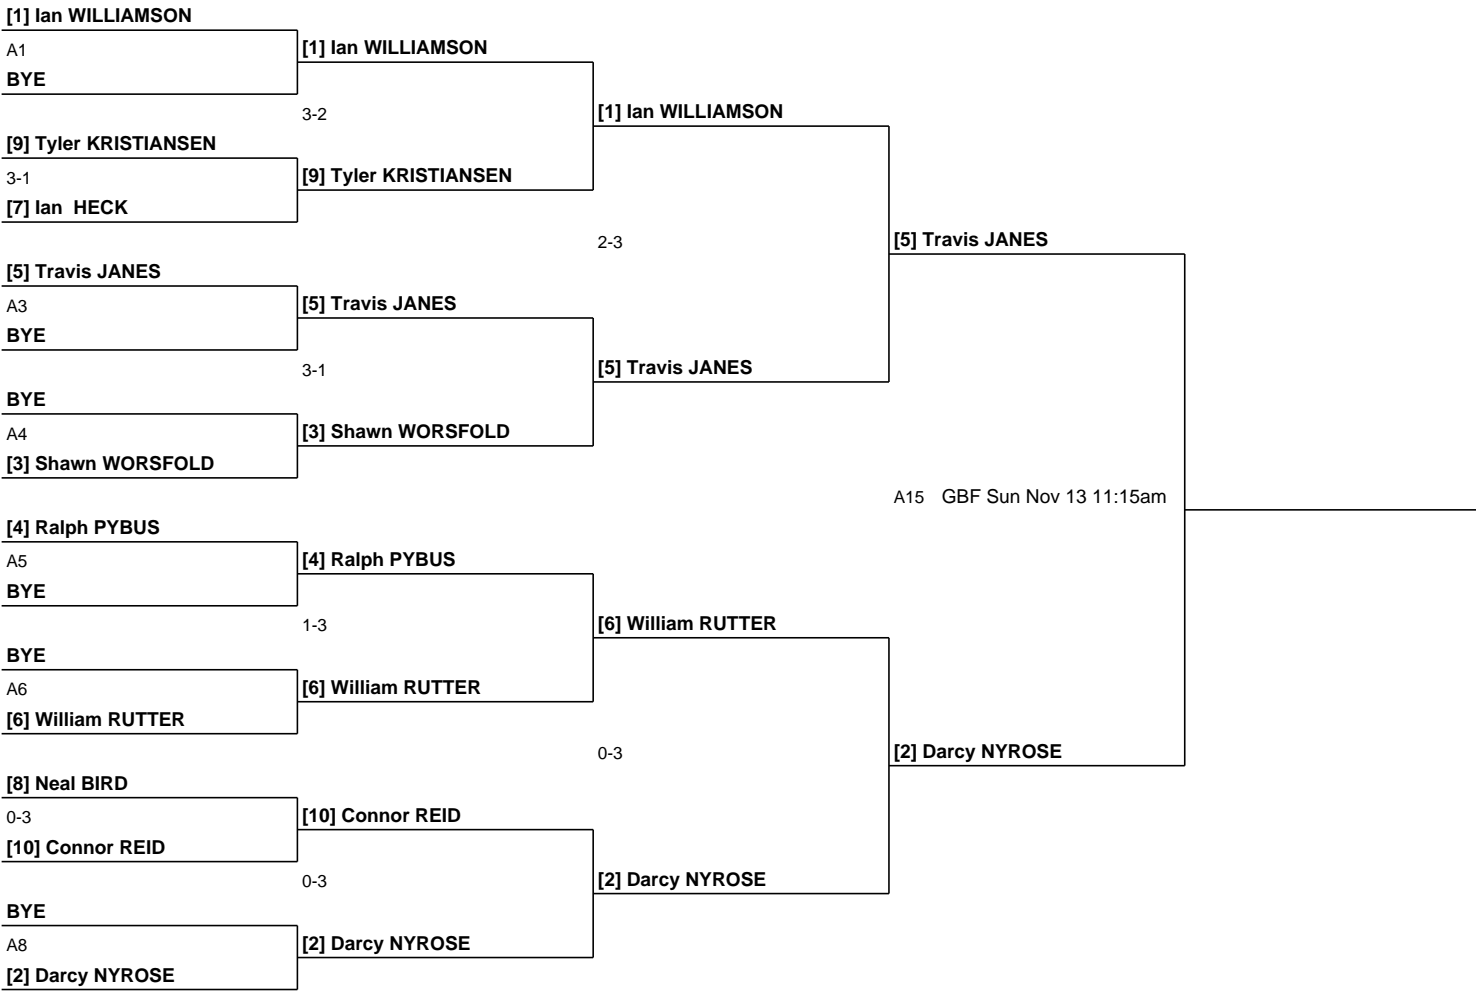 [1] Ian WILLIAMSON
A1
BYE
[9] Tyler KRISTIANSEN
3-1
[7] Ian  HECK
[5] Travis JANES
A3
BYE
BYE
A4
[3] Shawn WORSFOLD
[4] Ralph PYBUS
A5
BYE
BYE
A6
[6] William RUTTER
[8] Neal BIRD
0-3
[10] Connor REID
BYE
A8
[2] Darcy NYROSE
[1] Ian WILLIAMSON
3-2
[9] Tyler KRISTIANSEN
[5] Travis JANES
3-1
[3] Shawn WORSFOLD
[4] Ralph PYBUS
1-3
[6] William RUTTER
[10] Connor REID
0-3
[2] Darcy NYROSE
[1] Ian WILLIAMSON
2-3
[5] Travis JANES
[6] William RUTTER
0-3
[2] Darcy NYROSE
[5] Travis JANES
A15 GBF Sun Nov 13 11:15am
[2] Darcy NYROSE